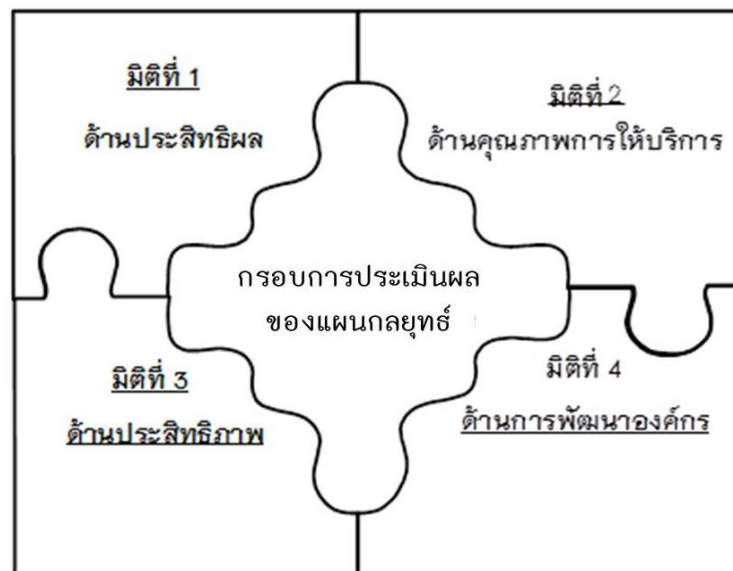 มิติที่ 1
ด้านประสิทธิผล
มิติที่ 2
ด้านคุณภาพการให้บริการ
กรอบการประเมินผล
ของแผนกลยุทธ์
มิติที่ 3
ด้านประสิทธิภาพ
มิติที่ 4
ด้านการพัฒนาองค์กร